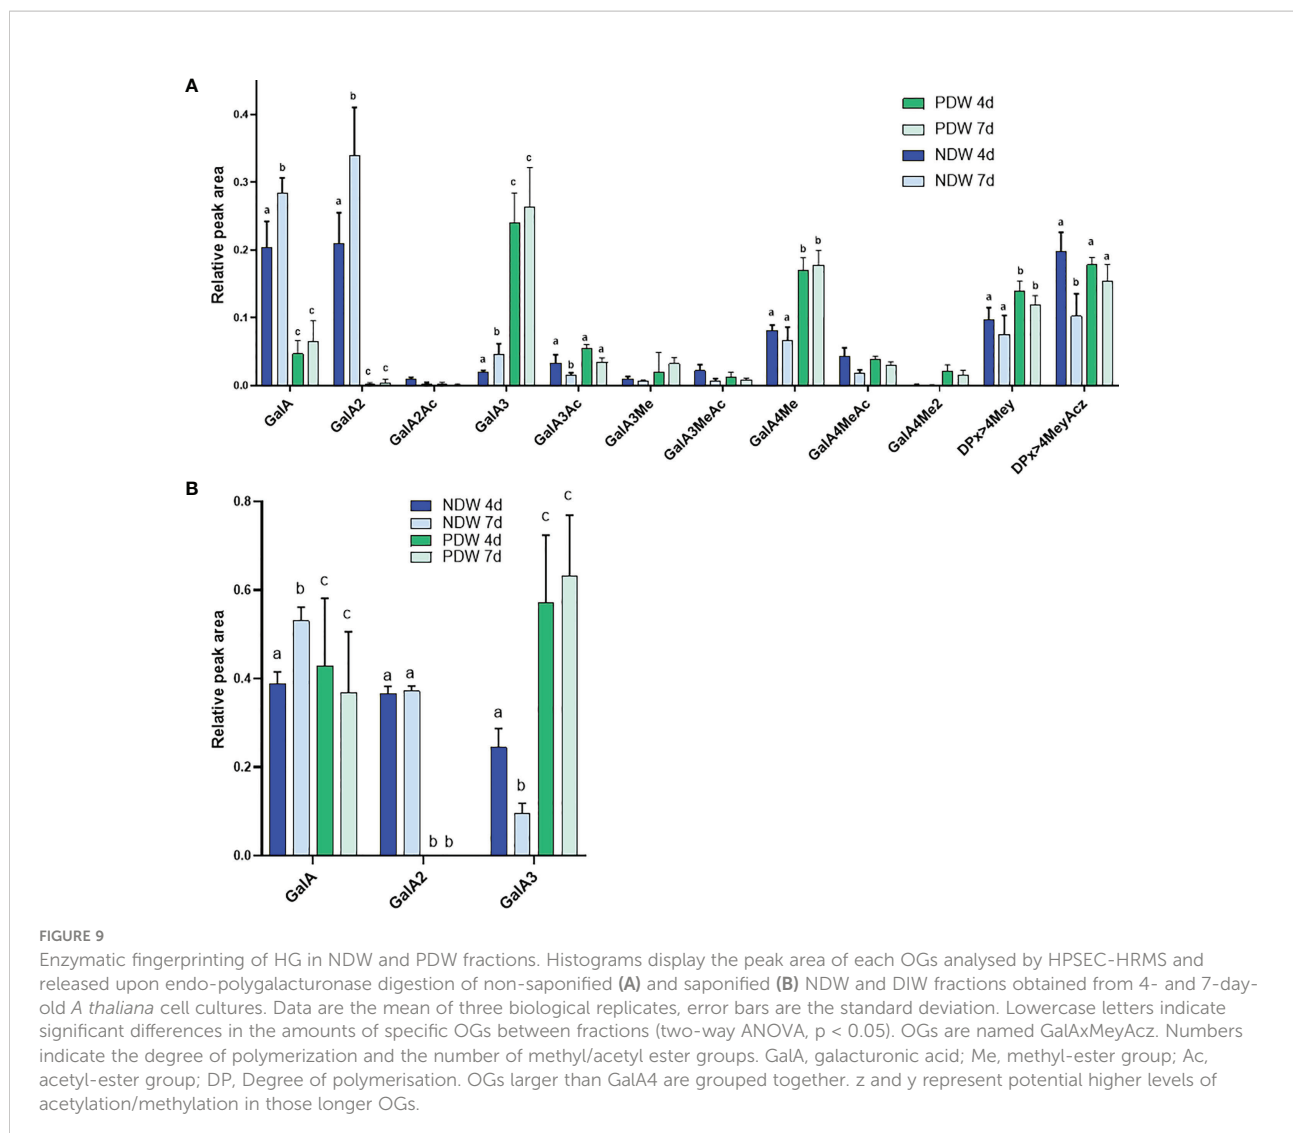 A
Relative peak area
0.4
0.3
0.2
0.1
0.0
PDW 4d
PDW 7d
NDW 4d
NDW 7d
a b c c
a b c c
a b c c
a b a a
a a b b
a a b b
a b a a
GalA
GalA2
GalA2Ac
GalA3
GalA3Ac
GalA3Me
GalA3MeAc
GalA4Me
GalA4MeAc
GalA4Me2
DPx>4Mey
DPx>4MeyAcz
B
Relative peak area
0.8
0.6
0.4
0.2
0.0
NDW 4d
NDW 7d
PDW 4d
PDW 7d
a b c c
a a b b
a b c c
GalA
GalA2
GalA3
FIGURE 9
Enzymatic fingerprinting of HG in NDW and PDW fractions. Histograms display the peak area of each OGs analysed by HPSEC-HRMS and
released upon endo-polygalacturonase digestion of non-saponified (A) and saponified (B) NDW and DIW fractions obtained from 4- and 7-day-
old A thaliana cell cultures. Data are the mean of three biological replicates, error bars are the standard deviation. Lowercase letters indicate
significant differences in the amounts of specific OGs between fractions (two-way ANOVA, p < 0.05). OGs are named GalAxMeyAcz. Numbers
indicate the degree of polymerization and the number of methyl/acetyl ester groups. GalA, galacturonic acid; Me, methyl-ester group; Ac,
acetyl-ester group; DP, Degree of polymerisation. OGs larger than GalA4 are grouped together. z and y represent potential higher levels of
acetylation/methylation in those longer OGs.